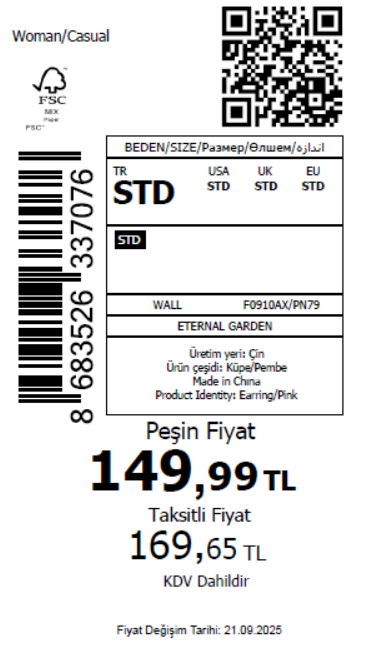 Woman/Casual
FSC
MIX
Paper
FSC™
BEDEN/SIZE/Размер/Өлшем/اندازه
TR USA UK EU
STD STD STD STD
STD
8 683526 337076
WALL F0910AX/PN79
ETERNAL GARDEN
Üretim yeri: Çin
Ürün çeşidi: Küpe/Pembe
Made in China
Product Identity: Earring/Pink
Peşin Fiyat
149,99 TL
Taksitli Fiyat
169,65 TL
KDV Dahildir
Fiyat Değişim Tarihi: 21.09.2025